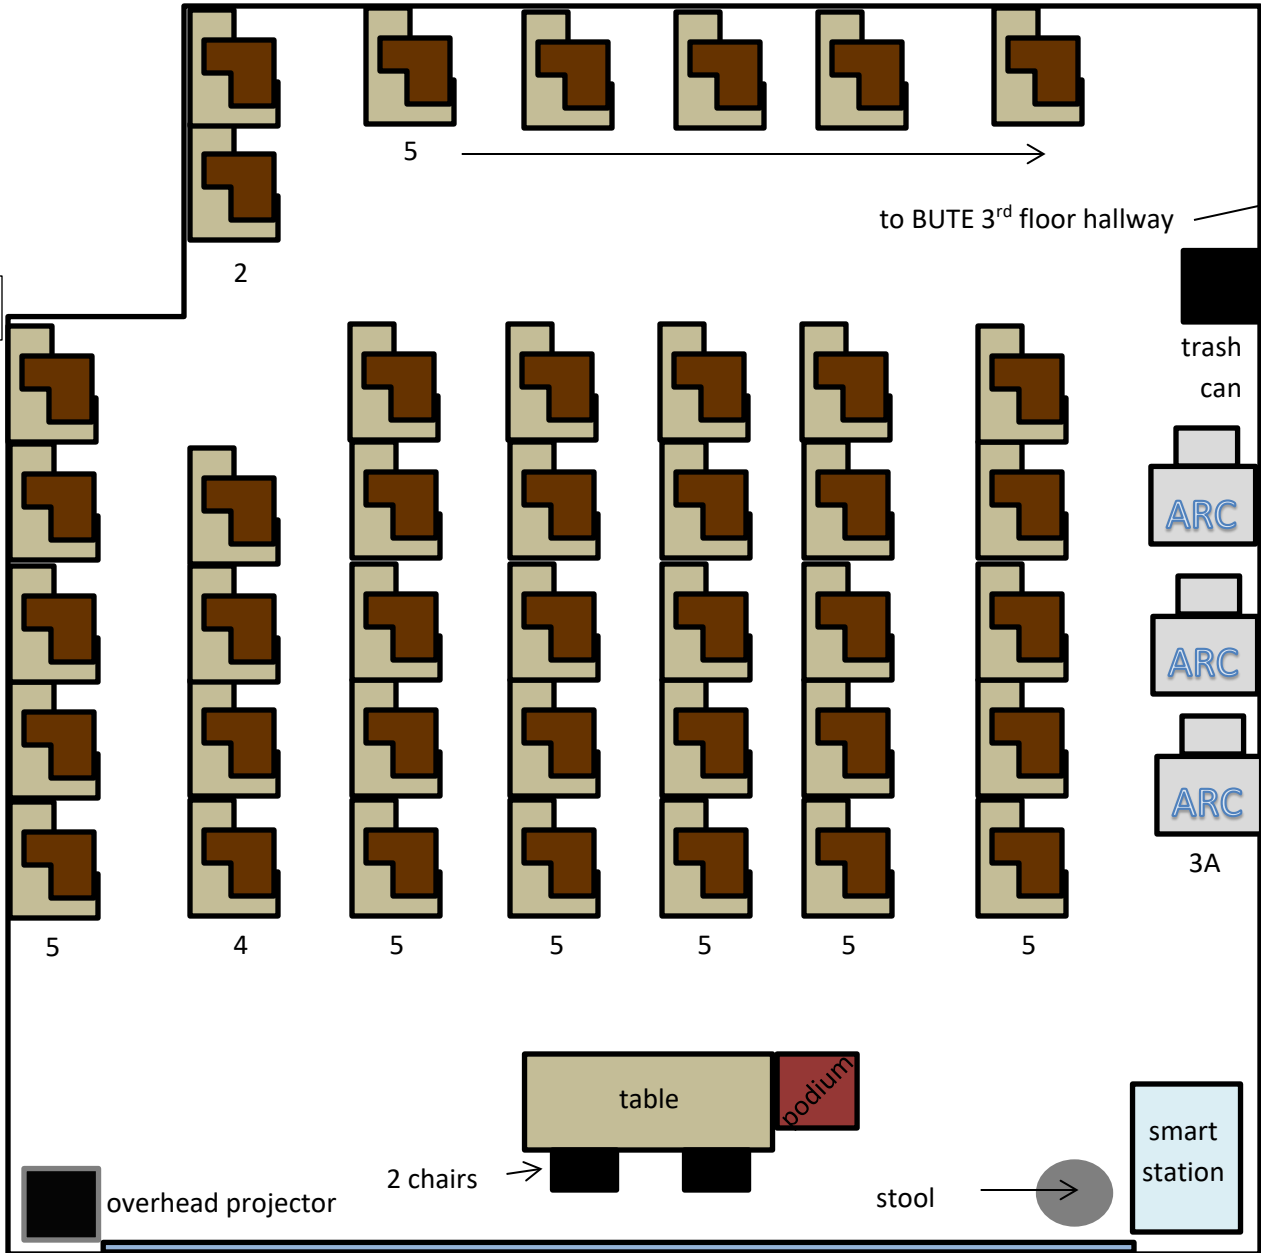 5
to BUTE 3rd floor hallway
2
trash
can
ARC
ARC
ARC
3A
5
4
5
5
5
5
5
table
podium
smart
station
2 chairs
stool
overhead projector